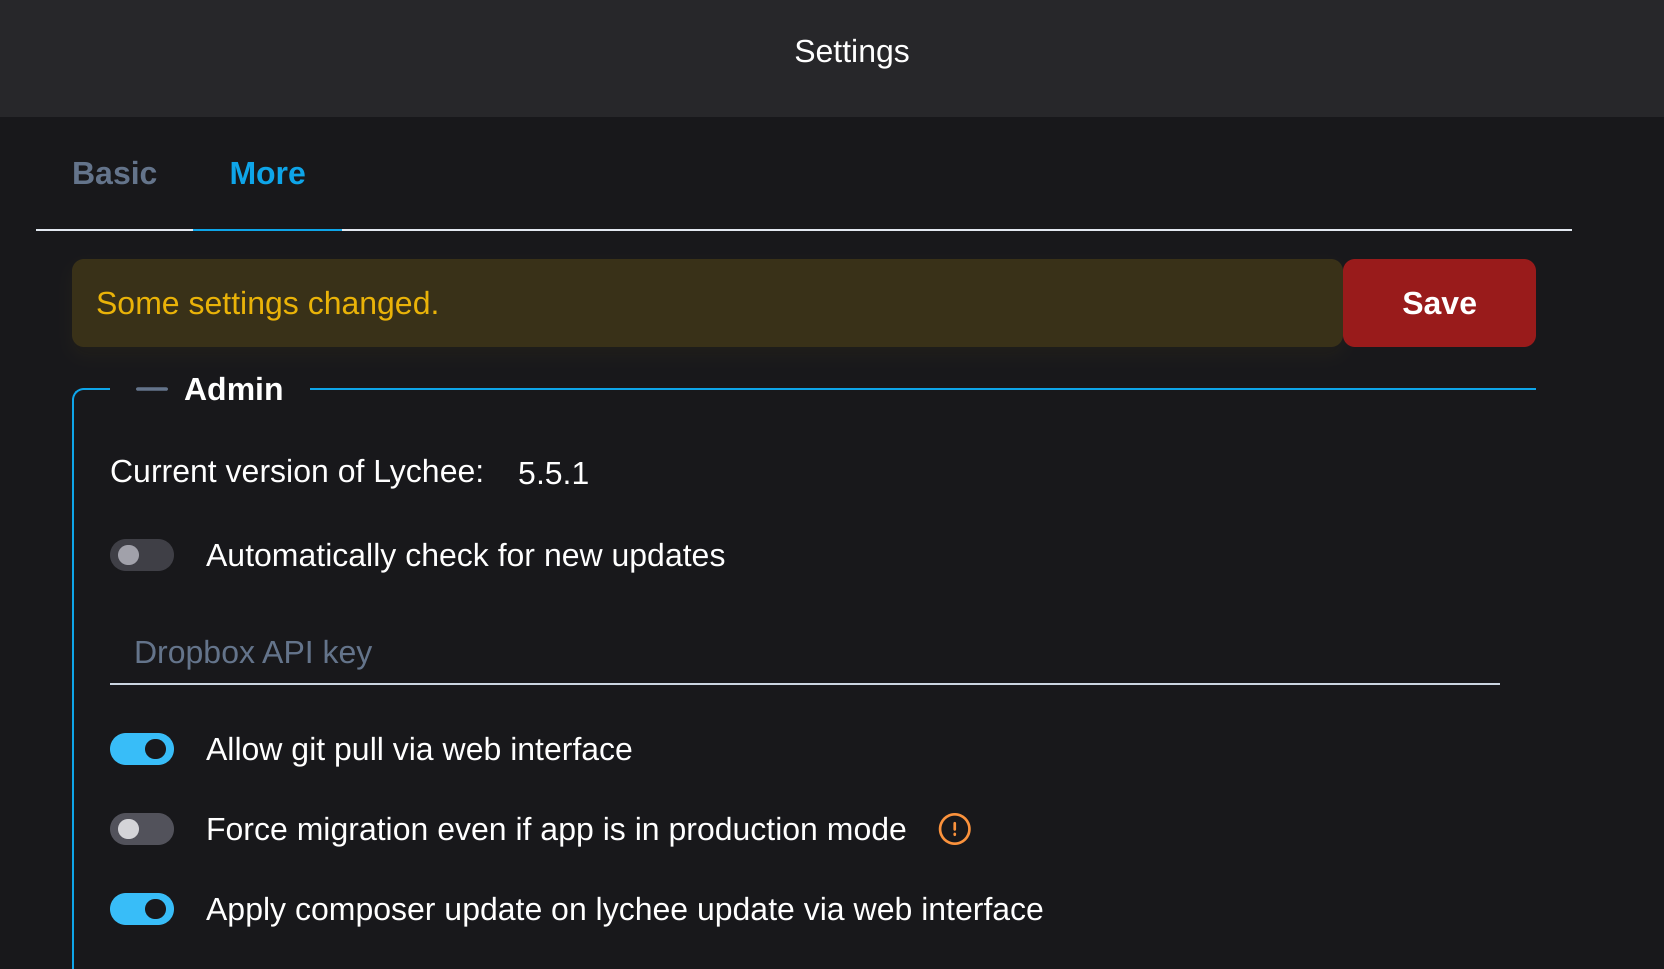 Settings
Basic More
Some settings changed. Save
Admin
Current version of Lychee: 5.5.1
Automatically check for new updates
Dropbox API key
Allow git pull via web interface
Force migration even if app is in production mode
Apply composer update on lychee update via web interface